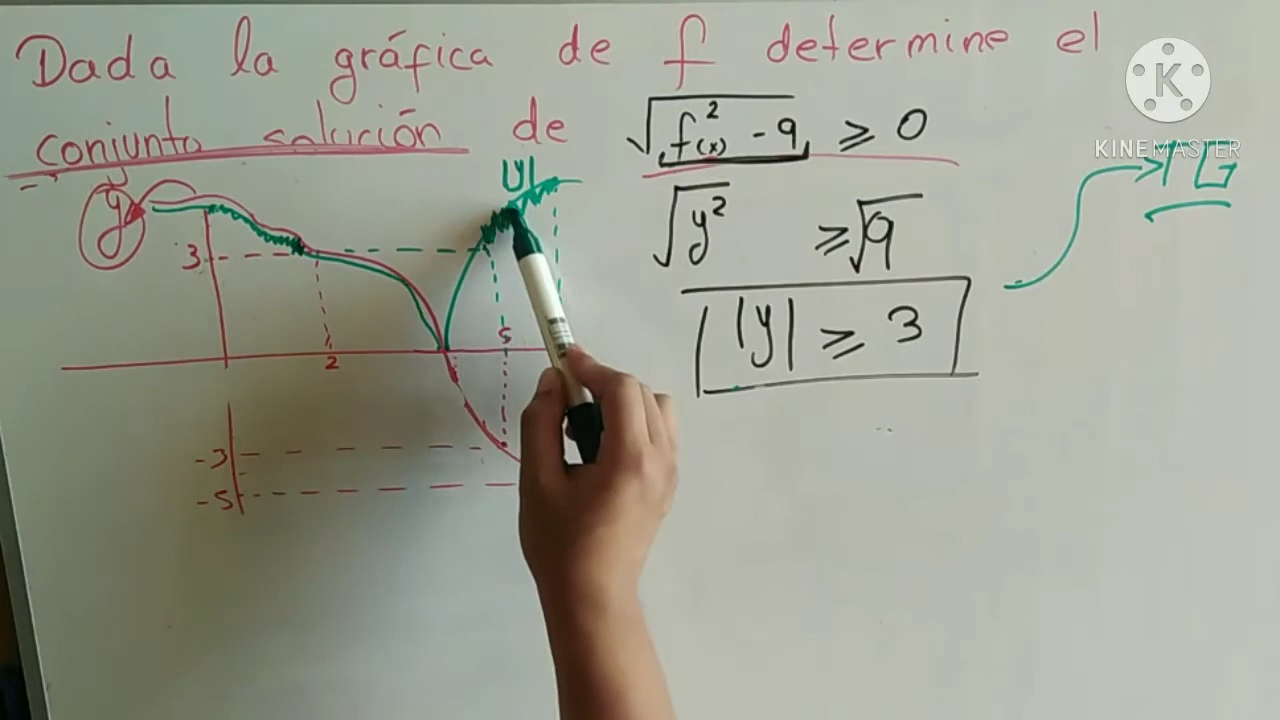 Dada la gráfica de f determine el
conjunto solución de √f²(x) - 9 ≥ 0
K
KINEMASTER
√y² ≥ √9
|y| ≥ 3
y
|y|
3
2
5
-3
-5